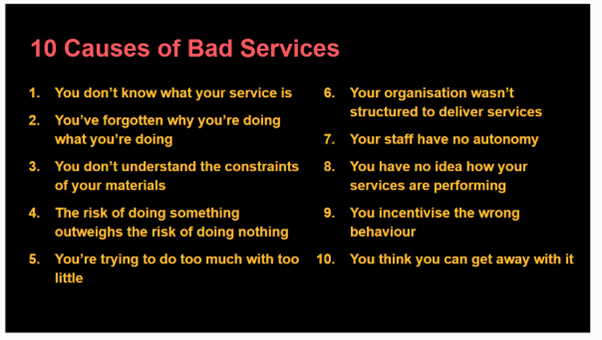 10 Causes of Bad Services
1. You don't know what your service is
2. You've forgotten why you're doing
what you're doing
3. You don't understand the constraints
of your materials
4. The risk of doing something
outweighs the risk of doing nothing
5. You're trying to do too much with too
little
6. Your organisation wasn't
structured to deliver services
7. Your staff have no autonomy
8. You have no idea how your
services are performing
9. You incentivise the wrong
behaviour
10. You think you can get away with it